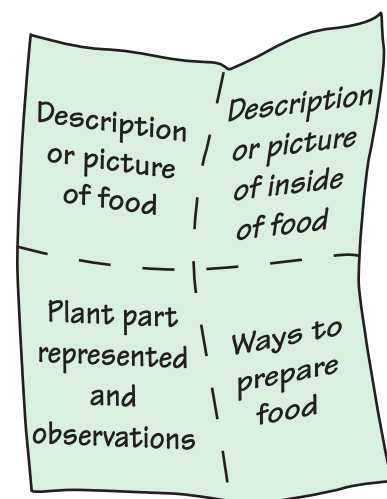 Description
or picture
of food
Description
or picture
of inside
of food
Plant part
represented
and
observations
Ways to
prepare
food